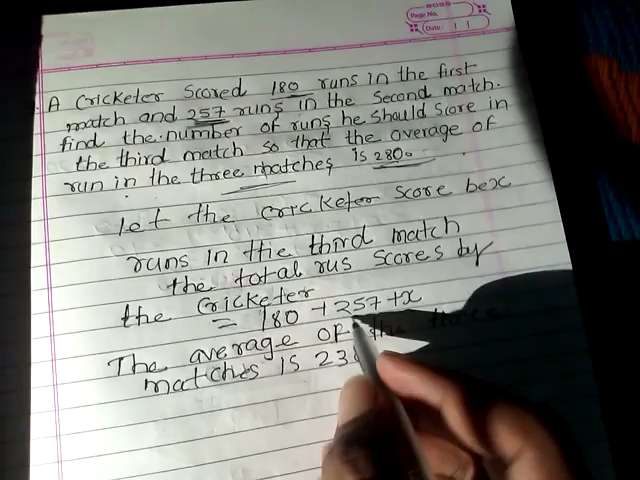 Page No.
Date: / /
A Cricketer Scored 180 runs in the first
match and 257 runs in the Second match.
find the number of runs he should score in
the third match so that the average of
run in the three matches is 280.
let the cricketer score be x
runs in the third match
the total rus scores by
the cricketer
= 180 + 257 + x
The average of the three
matches is 23